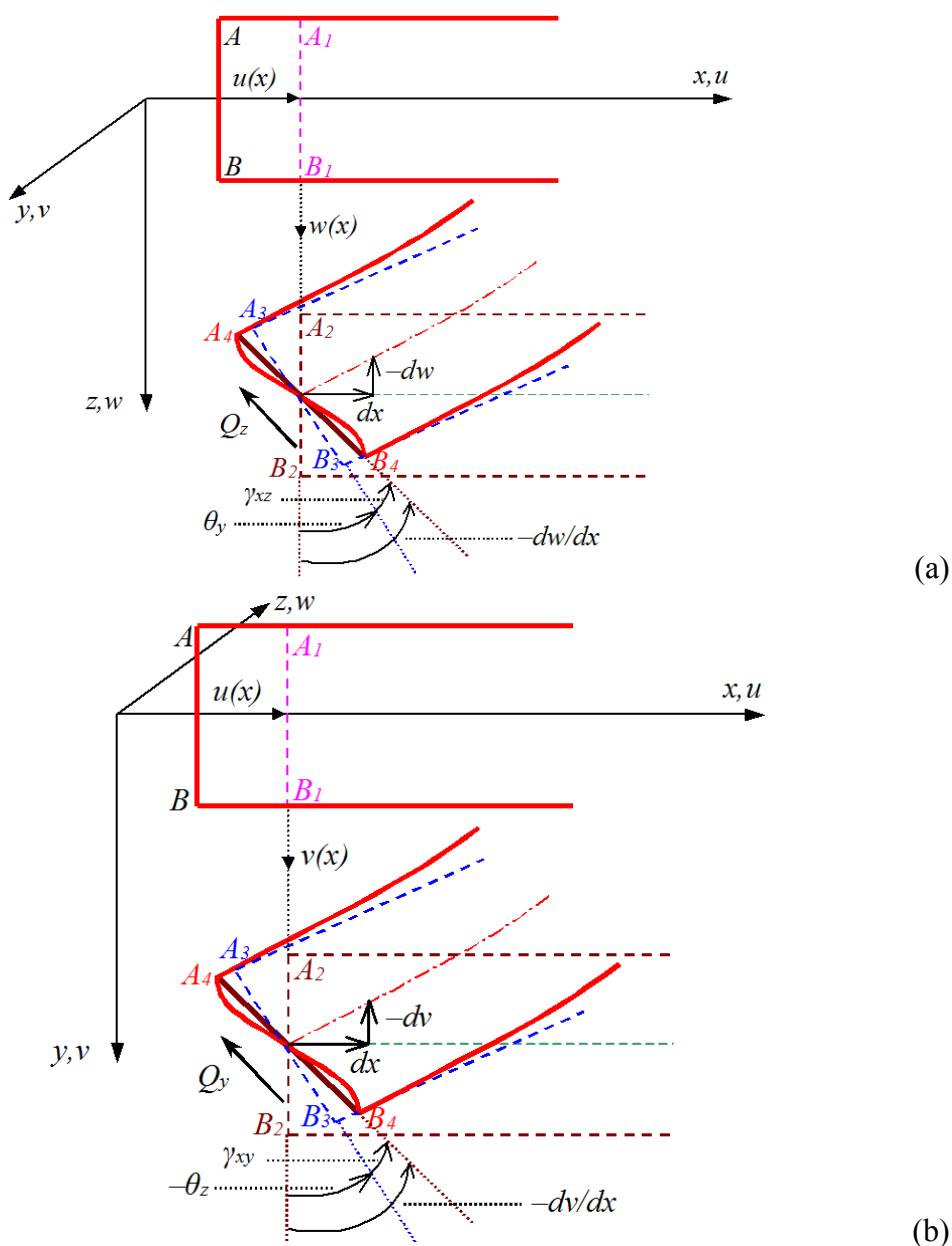 A A1
u(x) x,u
B B1
y,v
w(x)
A3
A4 A2
−dw
z,w dx
Qz
B2 B3 B4
γxz
θy
−dw/dx
(a)
z,w
A
A1
u(x) x,u
B B1
v(x)
A3
A4 A2
−dv
y,v dx
Qy
B2 B3 B4
γxy
−θz
−dv/dx
(b)